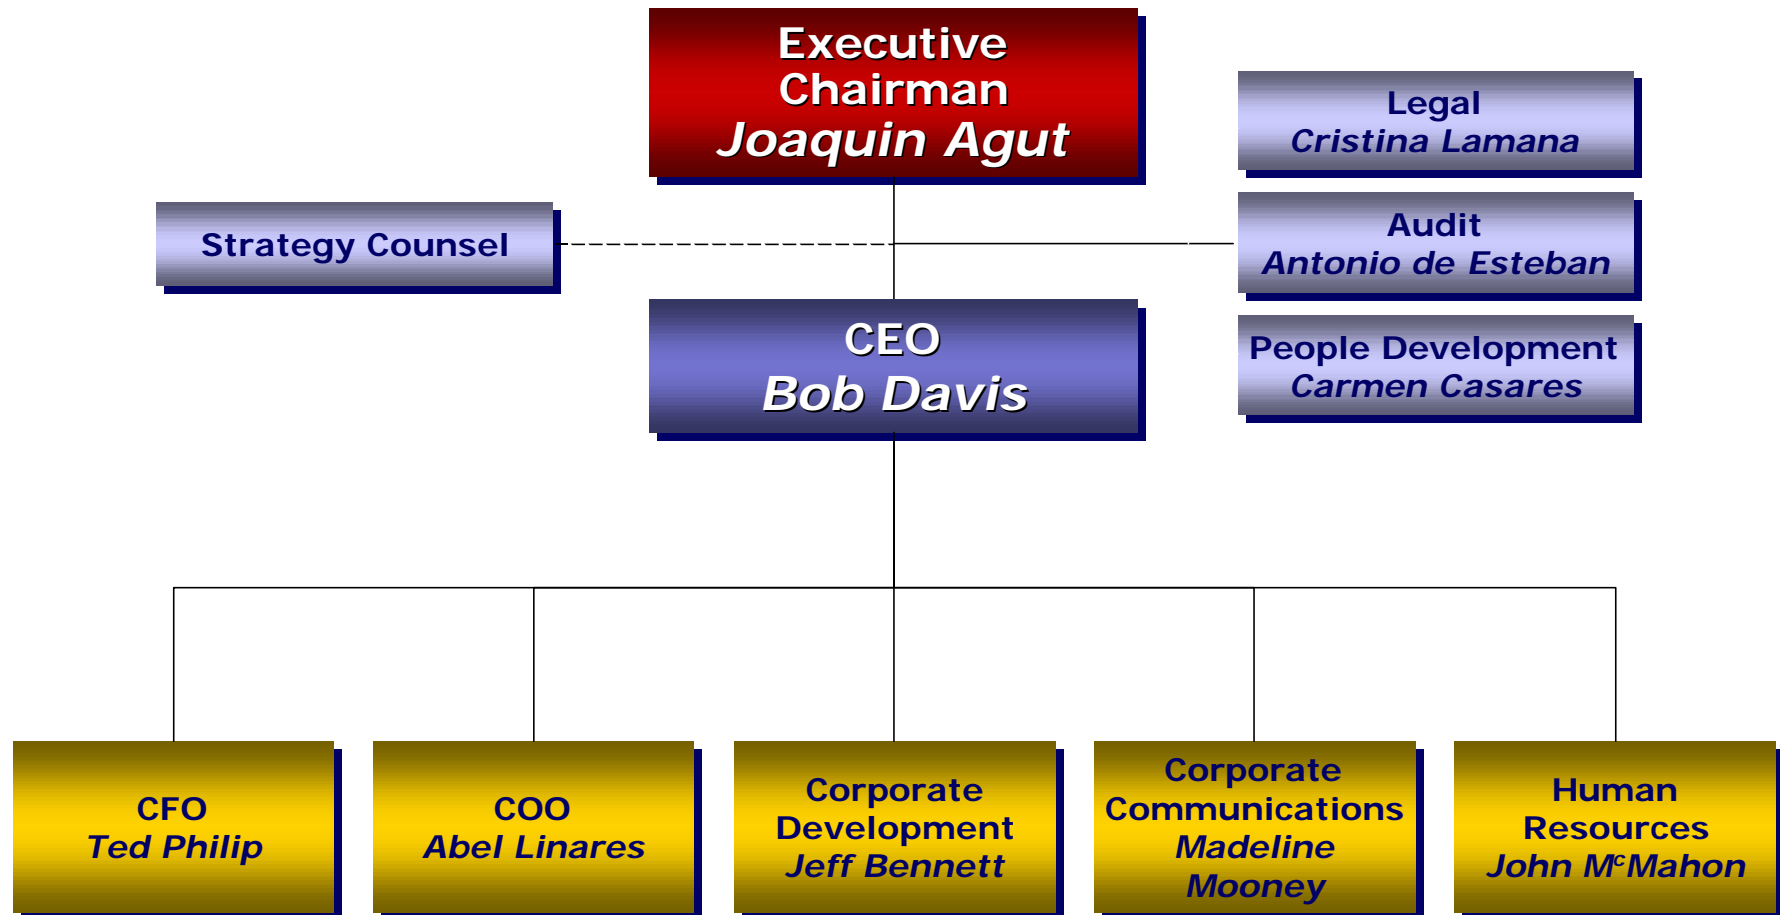 Executive
Chairman
Joaquin Agut
Legal
Cristina Lamana
Strategy Counsel
Audit
Antonio de Esteban
CEO
Bob Davis
People Development
Carmen Casares
CFO
Ted Philip
COO
Abel Linares
Corporate
Development
Jeff Bennett
Corporate
Communications
Madeline
Mooney
Human
Resources
John McMahon